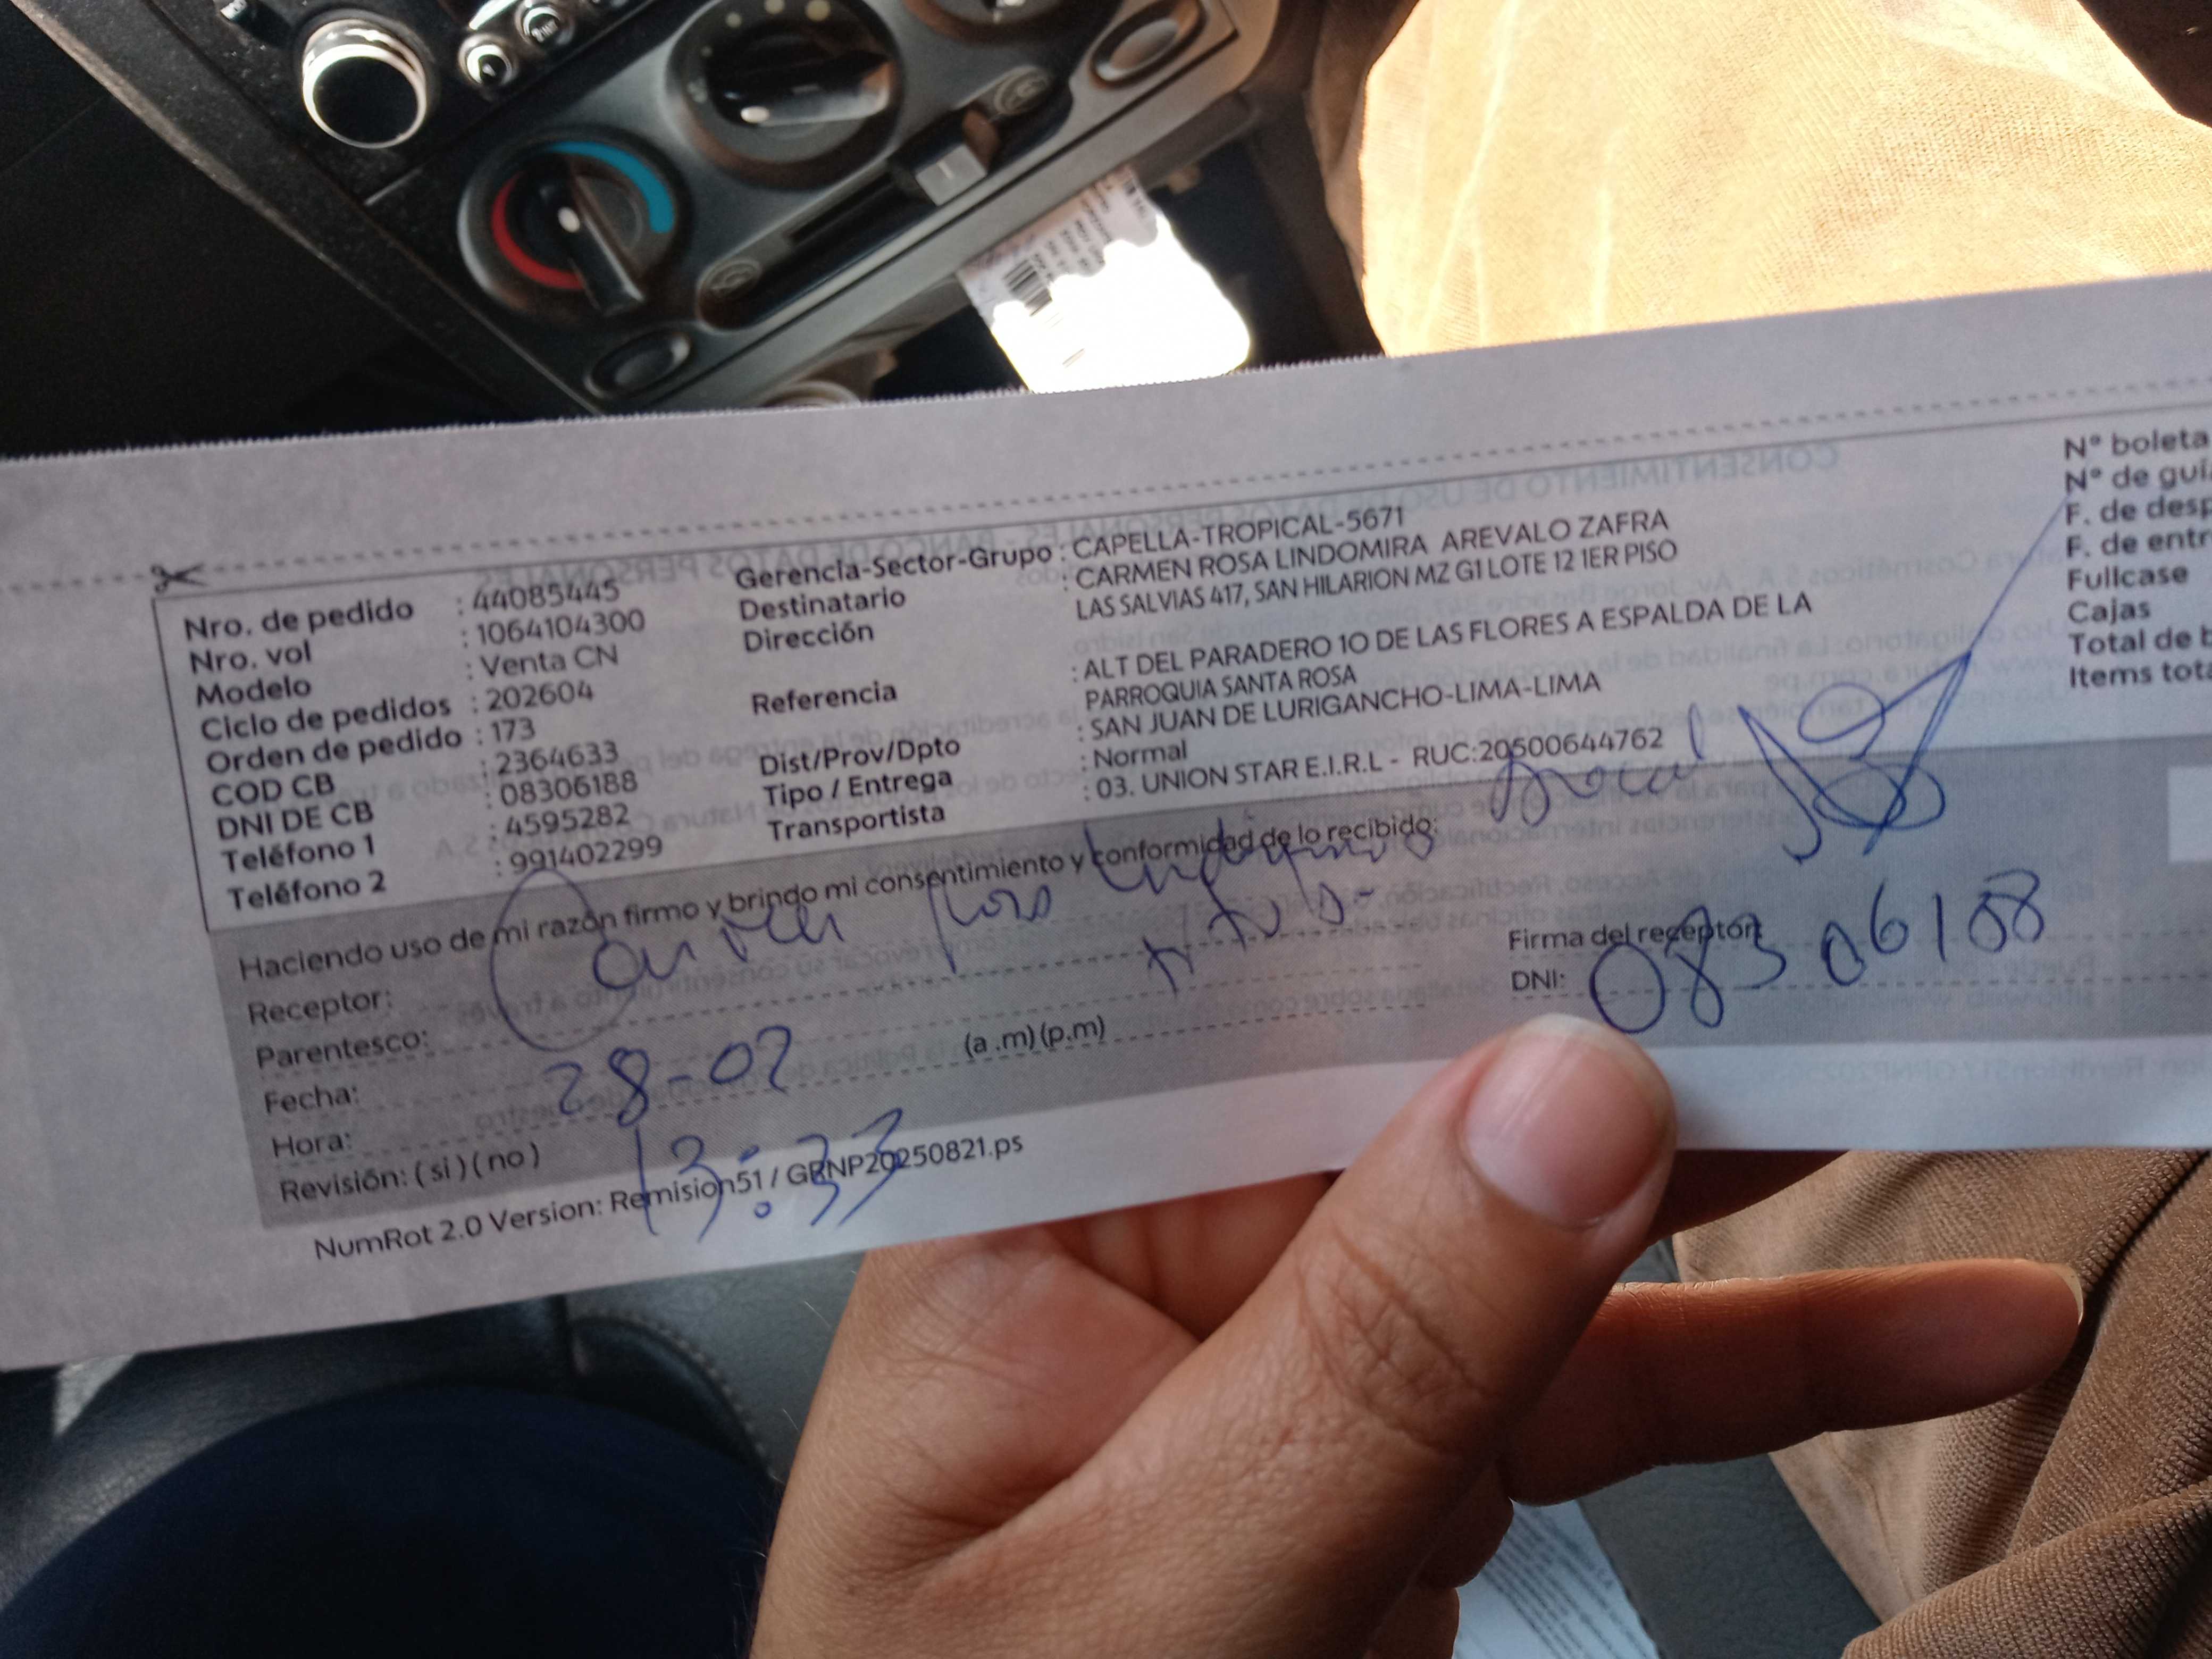 Nro. de pedido : 44085445
Nro. vol : 1064104300
Modelo : Venta CN
Ciclo de pedidos : 202604
Orden de pedido : 173
COD CB : 2364633
DNI DE CB : 08306188
Teléfono 1 : 4595282
Teléfono 2 : 991402299
Gerencia-Sector-Grupo : CAPELLA-TROPICAL-5671
Destinatario : CARMEN ROSA LINDOMIRA AREVALO ZAFRA
Dirección LAS SALVIAS 417, SAN HILARION MZ G1 LOTE 12 1ER PISO
Referencia : ALT DEL PARADERO 10 DE LAS FLORES A ESPALDA DE LA
PARROQUIA SANTA ROSA
Dist/Prov/Dpto : SAN JUAN DE LURIGANCHO-LIMA-LIMA
Tipo / Entrega : Normal
Transportista : 03. UNION STAR E.I.R.L - RUC:20500644762
N° boleta
N° de guía
F. de desp
F. de entr
Fullcase
Cajas
Total de b
Items tota
Haciendo uso de mi razón firmo y brindo mi consentimiento y conformidad de lo recibido:
Receptor:
Parentesco:
Fecha: 28-02
Hora: 13:33 (a .m) (p.m)
Revisión: ( si ) ( no )
Firma del receptor:
DNI: 08306188
NumRot 2.0 Version: Remision51 / GRNP20250821.ps